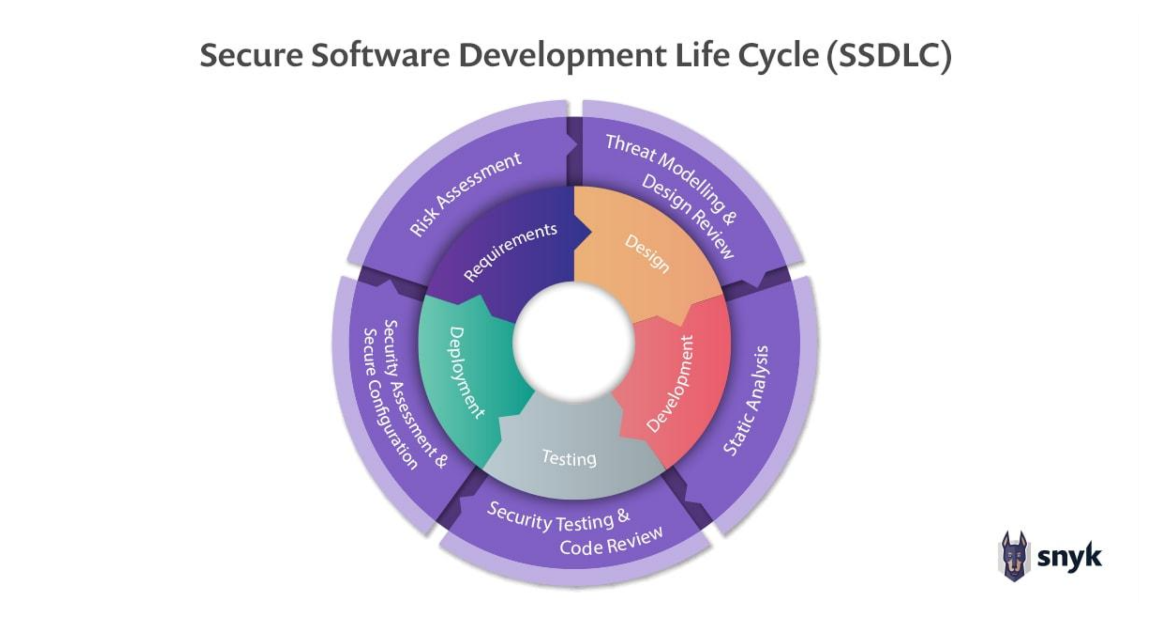 Secure Software Development Life Cycle (SSDLC)
Risk Assessment
Threat Modelling &
Design Review
Requirements
Design
Security Assessment &
Secure Configuration
Deployment
Development
Static Analysis
Testing
Security Testing &
Code Review
snyk